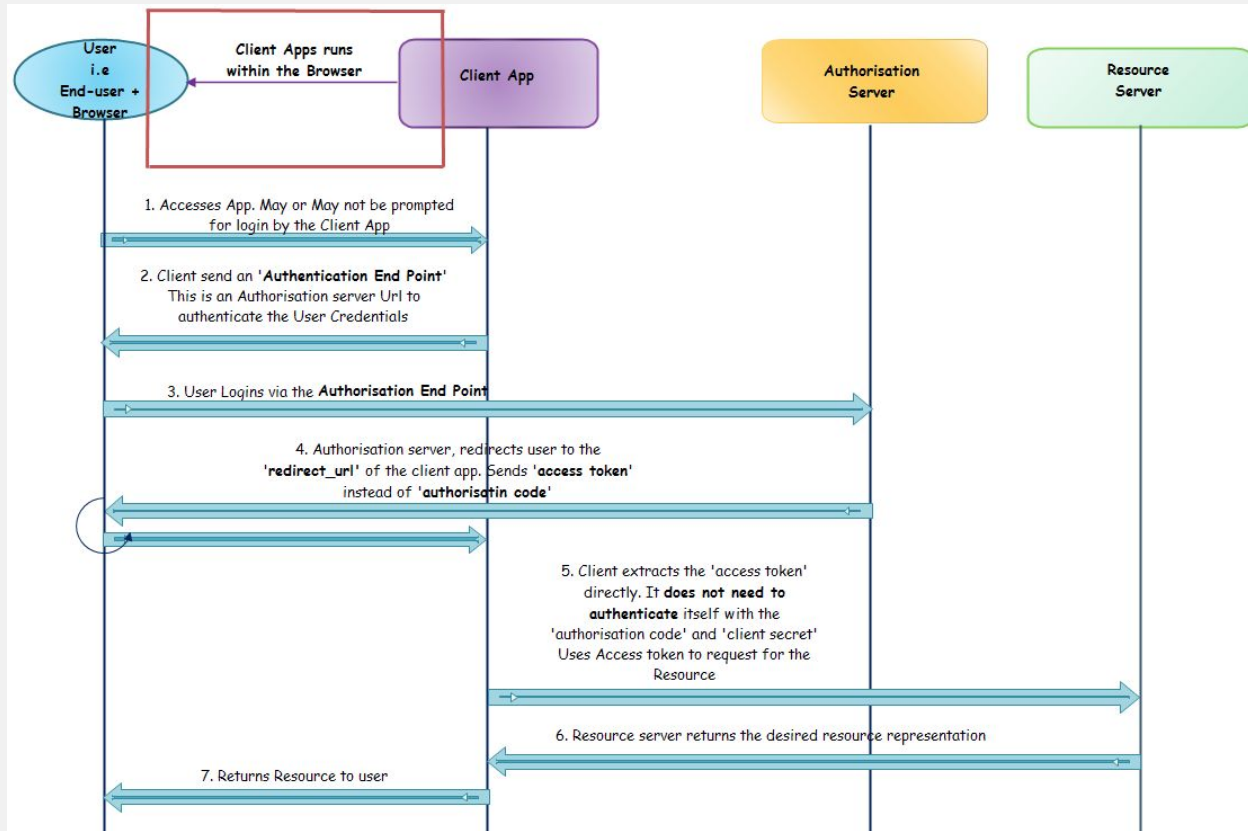 User
i.e
End-user +
Browser
Client Apps runs
within the Browser
Client App
Authorisation
Server
Resource
Server
1. Accesses App. May or May not be prompted
for login by the Client App
2. Client send an 'Authentication End Point'
This is an Authorisation server Url to
authenticate the User Credentials
3. User Logins via the Authorisation End Point
4. Authorisation server, redirects user to the
'redirect_url' of the client app. Sends 'access token'
instead of 'authorisatin code'
5. Client extracts the 'access token'
directly. It does not need to
authenticate itself with the
'authorisation code' and 'client secret'
Uses Access token to request for the
Resource
6. Resource server returns the desired resource representation
7. Returns Resource to user